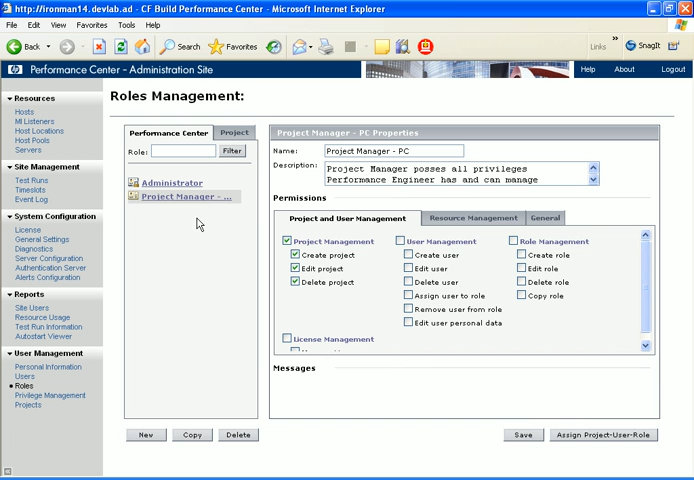 http://ironman14.devlab.ad - CF Build Performance Center - Microsoft Internet Explorer
File Edit View Favorites Tools Help
Back Search Favorites Links SnagIt
hp Performance Center - Administration Site Help About Logout
Roles Management:
Resources
Hosts
MI Listeners
Host Locations
Host Pools
Servers
Site Management
Test Runs
Timeslots
Event Log
System Configuration
License
General Settings
Diagnostics
Server Configuration
Authentication Server
Alerts Configuration
Reports
Site Users
Resource Usage
Test Run Information
Autostart Viewer
User Management
Personal Information
Users
Roles
Privilege Management
Projects
Performance Center Project
Role: Filter
Administrator
Project Manager - ...
New Copy Delete
Project Manager - PC Properties
Name: Project Manager - PC
Description: Project Manager posses all privileges
Performance Engineer has and can manage
Permissions
Project and User Management Resource Management General
Project Management User Management Role Management
Create project Create user Create role
Edit project Edit user Edit role
Delete project Delete user Delete role
Assign user to role Copy role
Remove user from role
Edit user personal data
License Management
Messages
Save Assign Project-User-Role